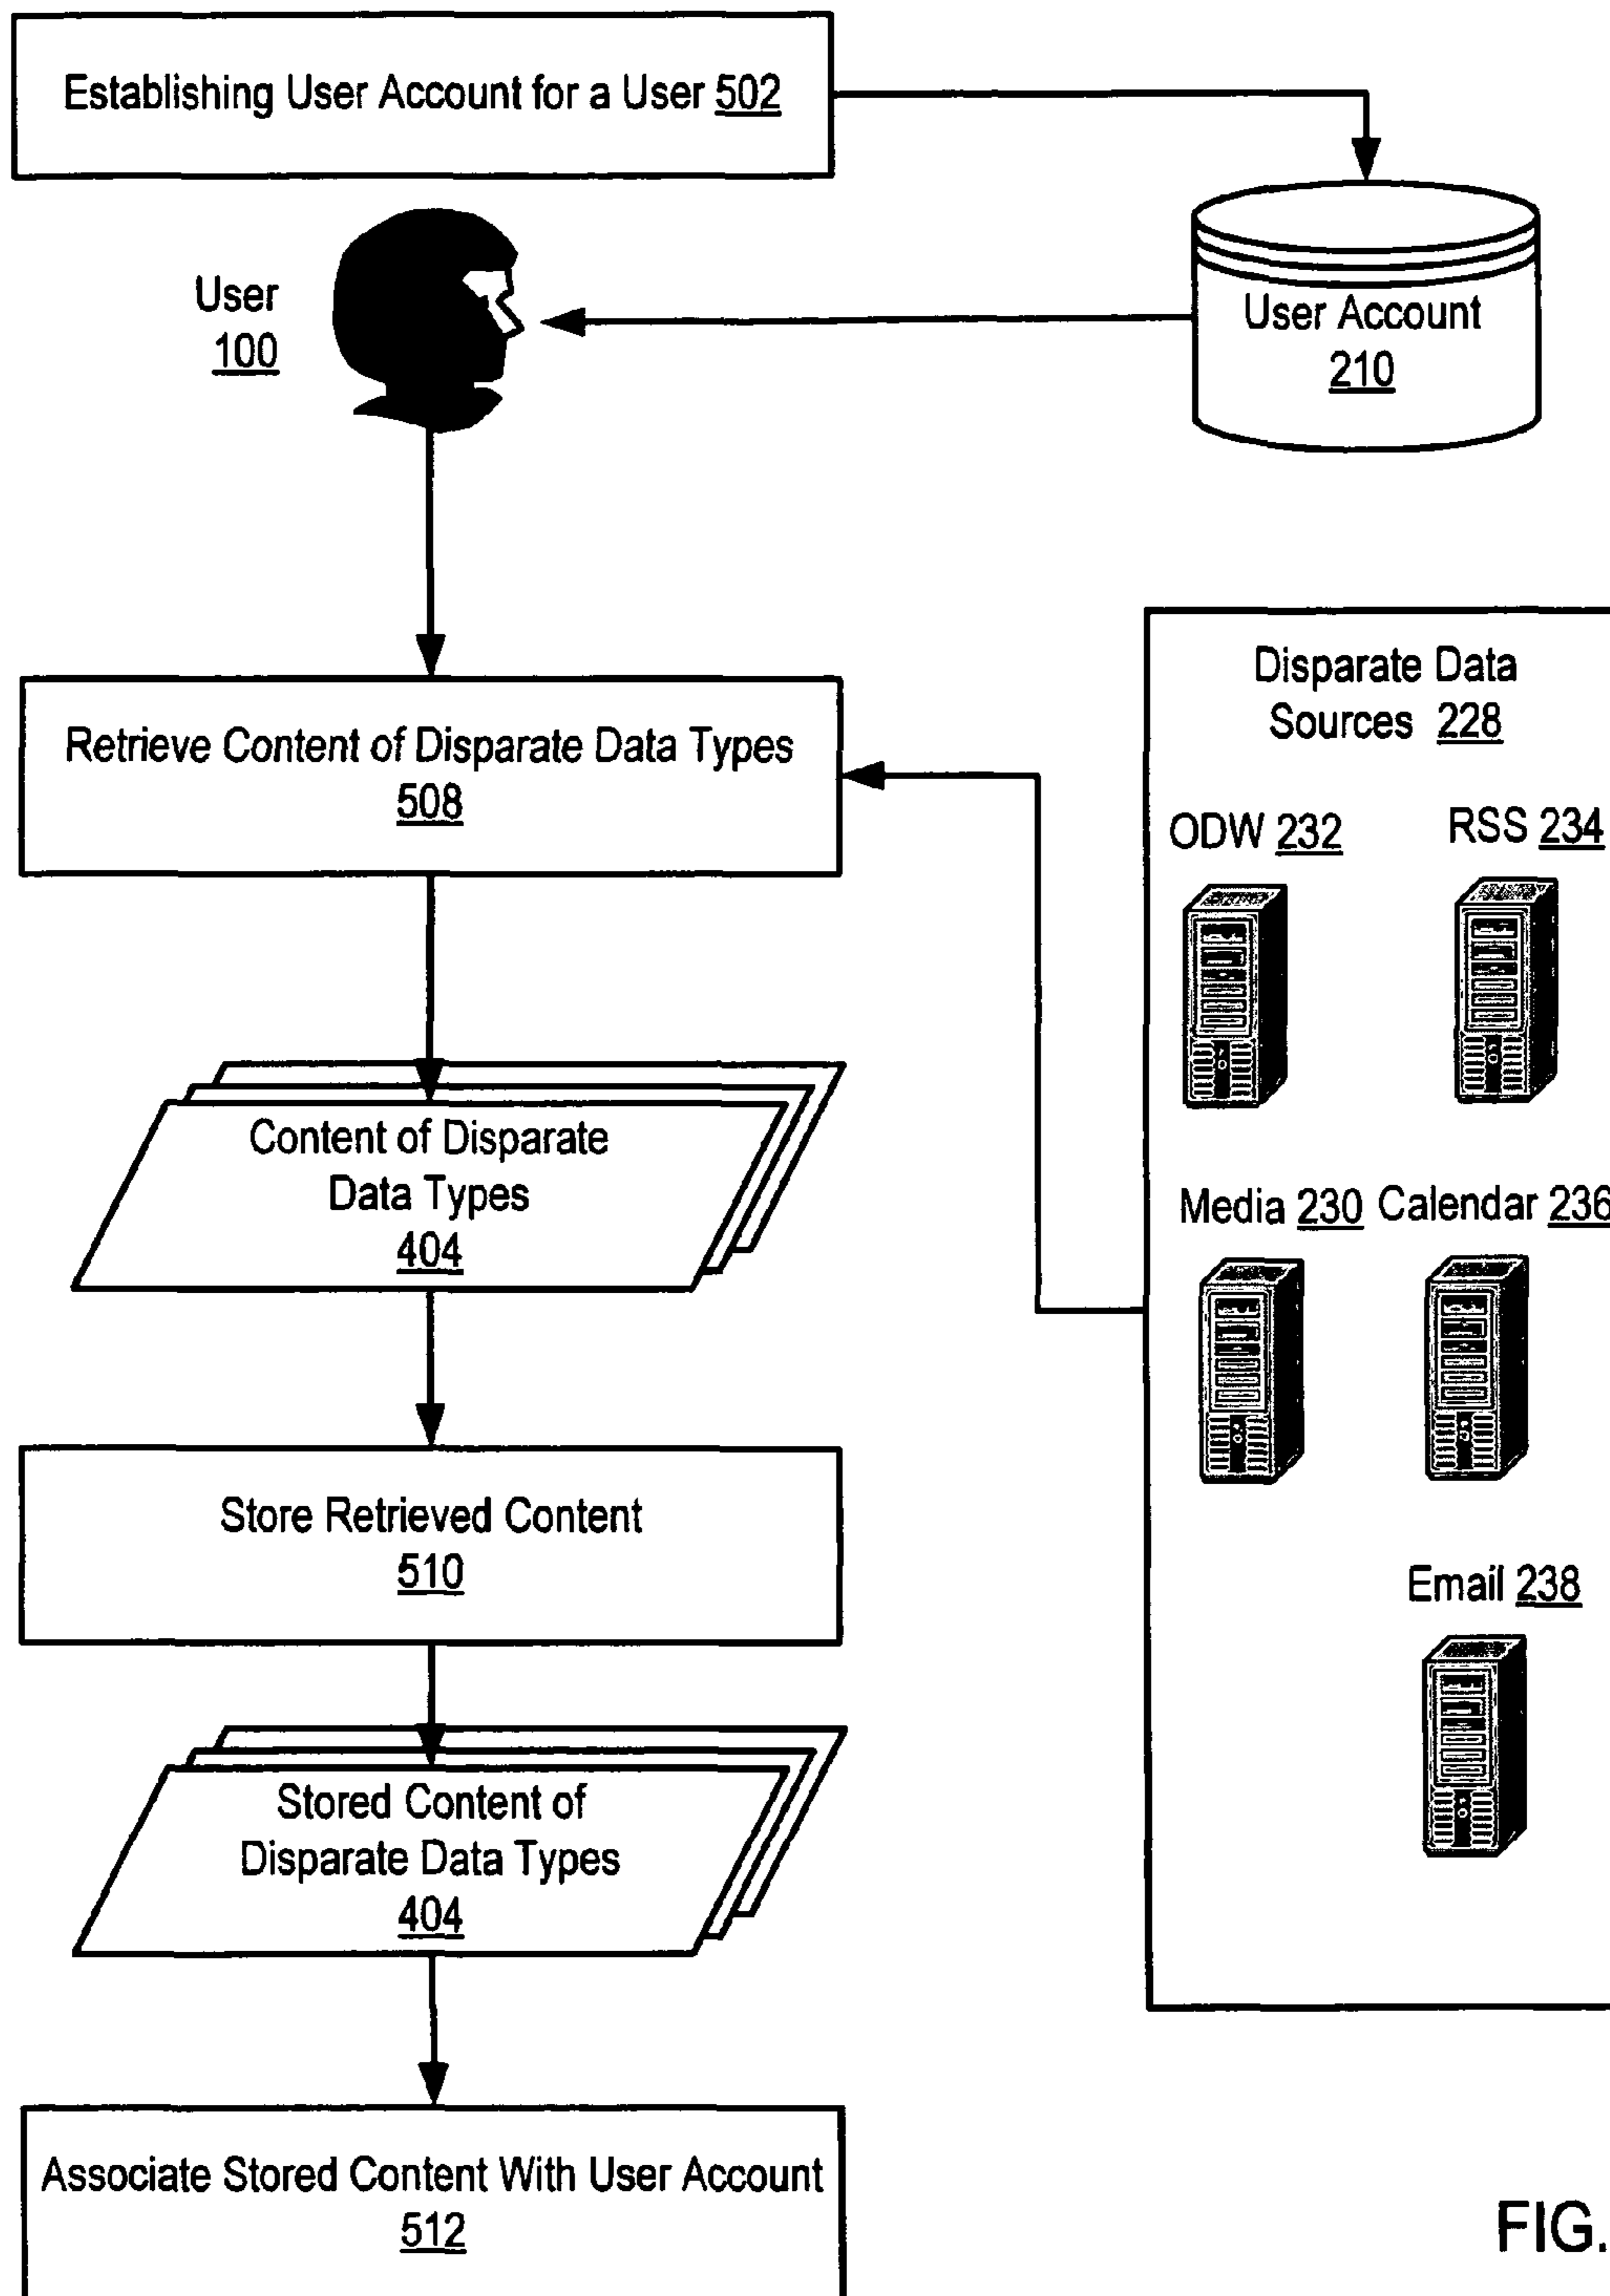 Establishing User Account for a User 502
User
100
User Account
210
Retrieve Content of Disparate Data Types
508
Disparate Data
Sources 228
ODW 232
RSS 234
Content of Disparate
Data Types
404
Media 230
Calendar 236
Store Retrieved Content
510
Email 238
Stored Content of
Disparate Data Types
404
Associate Stored Content With User Account
512
FIG.